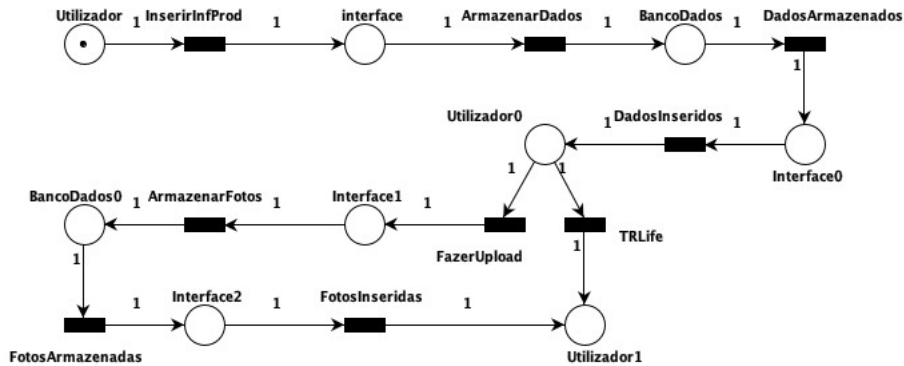 Utilizador InserirInfProd interface ArmazenarDados BancoDados DadosArmazenados
1 1 1 1 1
1
Utilizador0 1 DadosInseridos 1
Interface0
1 1
BancoDados0 1 ArmazenarFotos 1 Interface1 1
FazerUpload TRLife
1 1
1 Interface2 1 FotosInseridas 1
FotosArmazenadas Utilizador1